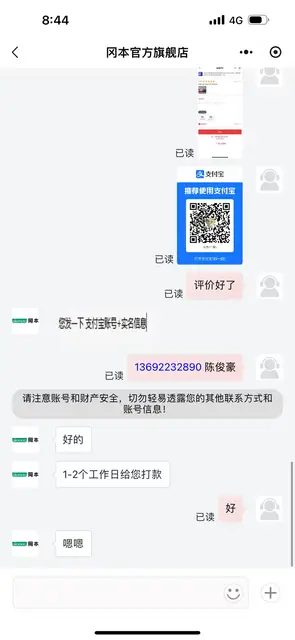 8:44
4G
冈本官方旗舰店
已读
支付宝
推荐使用支付宝
已读
评价好了
已读
冈本
您发一下 支付宝账号+实名信息
13692232890 陈俊豪
已读
请注意账号和财产安全，切勿轻易透露您的其他联系方式和
账号信息！
冈本
好的
冈本
1-2个工作日给您打款
好
已读
冈本
嗯嗯